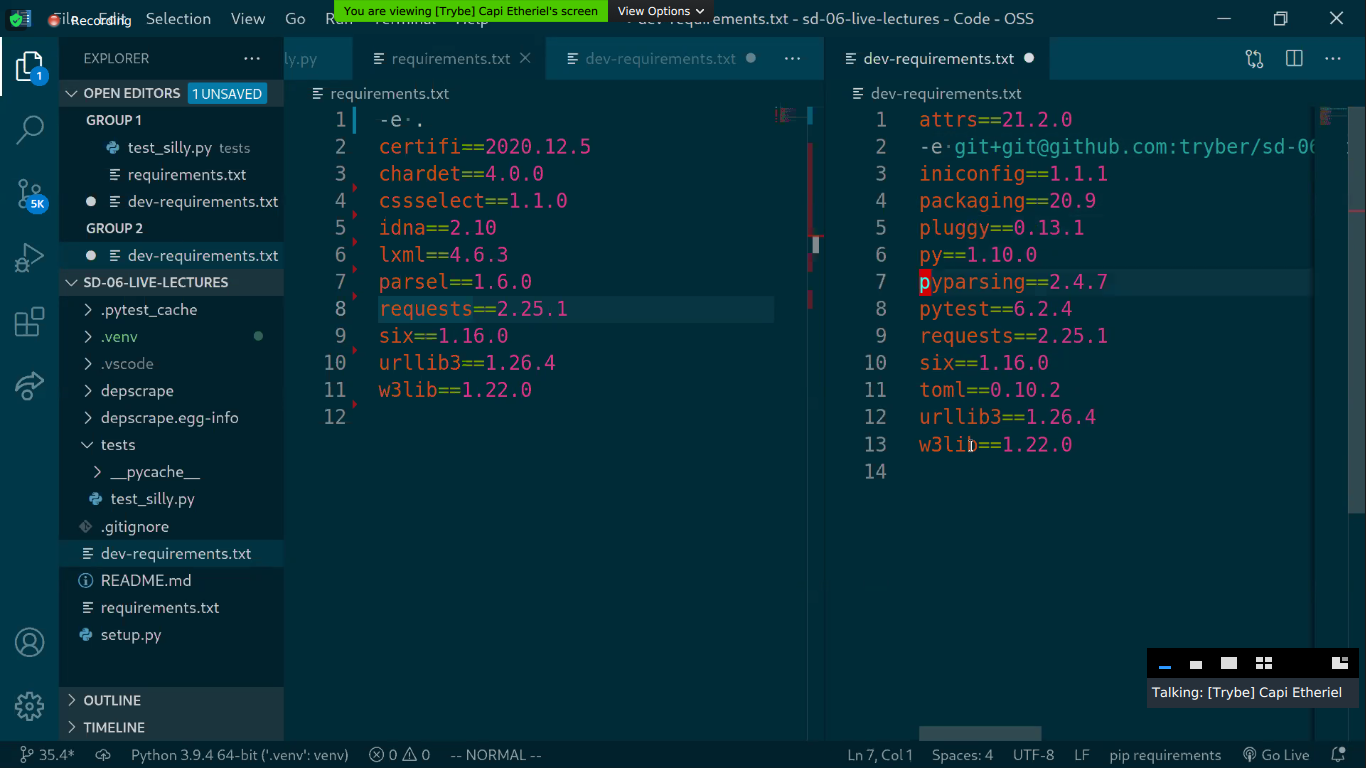 Recording
File Edit Selection View Go Run Terminal Help
You are viewing [Trybe] Capi Etheriel's screen
View Options
dev-requirements.txt - sd-06-live-lectures - Code - OSS
EXPLORER
ly.py
requirements.txt
dev-requirements.txt
dev-requirements.txt
1
OPEN EDITORS
1 UNSAVED
GROUP 1
test_silly.py tests
requirements.txt
dev-requirements.txt
GROUP 2
dev-requirements.txt
5K
SD-06-LIVE-LECTURES
.pytest_cache
.venv
.vscode
depscrape
depscrape.egg-info
tests
__pycache__
test_silly.py
.gitignore
dev-requirements.txt
README.md
requirements.txt
setup.py
OUTLINE
TIMELINE
requirements.txt
1 -e .
2 certifi==2020.12.5
3 chardet==4.0.0
4 cssselect==1.1.0
5 idna==2.10
6 lxml==4.6.3
7 parsel==1.6.0
8 requests==2.25.1
9 six==1.16.0
10 urllib3==1.26.4
11 w3lib==1.22.0
12
dev-requirements.txt
1 attrs==21.2.0
2 -e git+git@github.com:tryber/sd-06
3 iniconfig==1.1.1
4 packaging==20.9
5 pluggy==0.13.1
6 py==1.10.0
7 pyparsing==2.4.7
8 pytest==6.2.4
9 requests==2.25.1
10 six==1.16.0
11 toml==0.10.2
12 urllib3==1.26.4
13 w3lib==1.22.0
14
Talking: [Trybe] Capi Etheriel
35.4*
Python 3.9.4 64-bit ('.venv': venv)
0
0
-- NORMAL --
Ln 7, Col 1
Spaces: 4
UTF-8
LF
pip requirements
Go Live